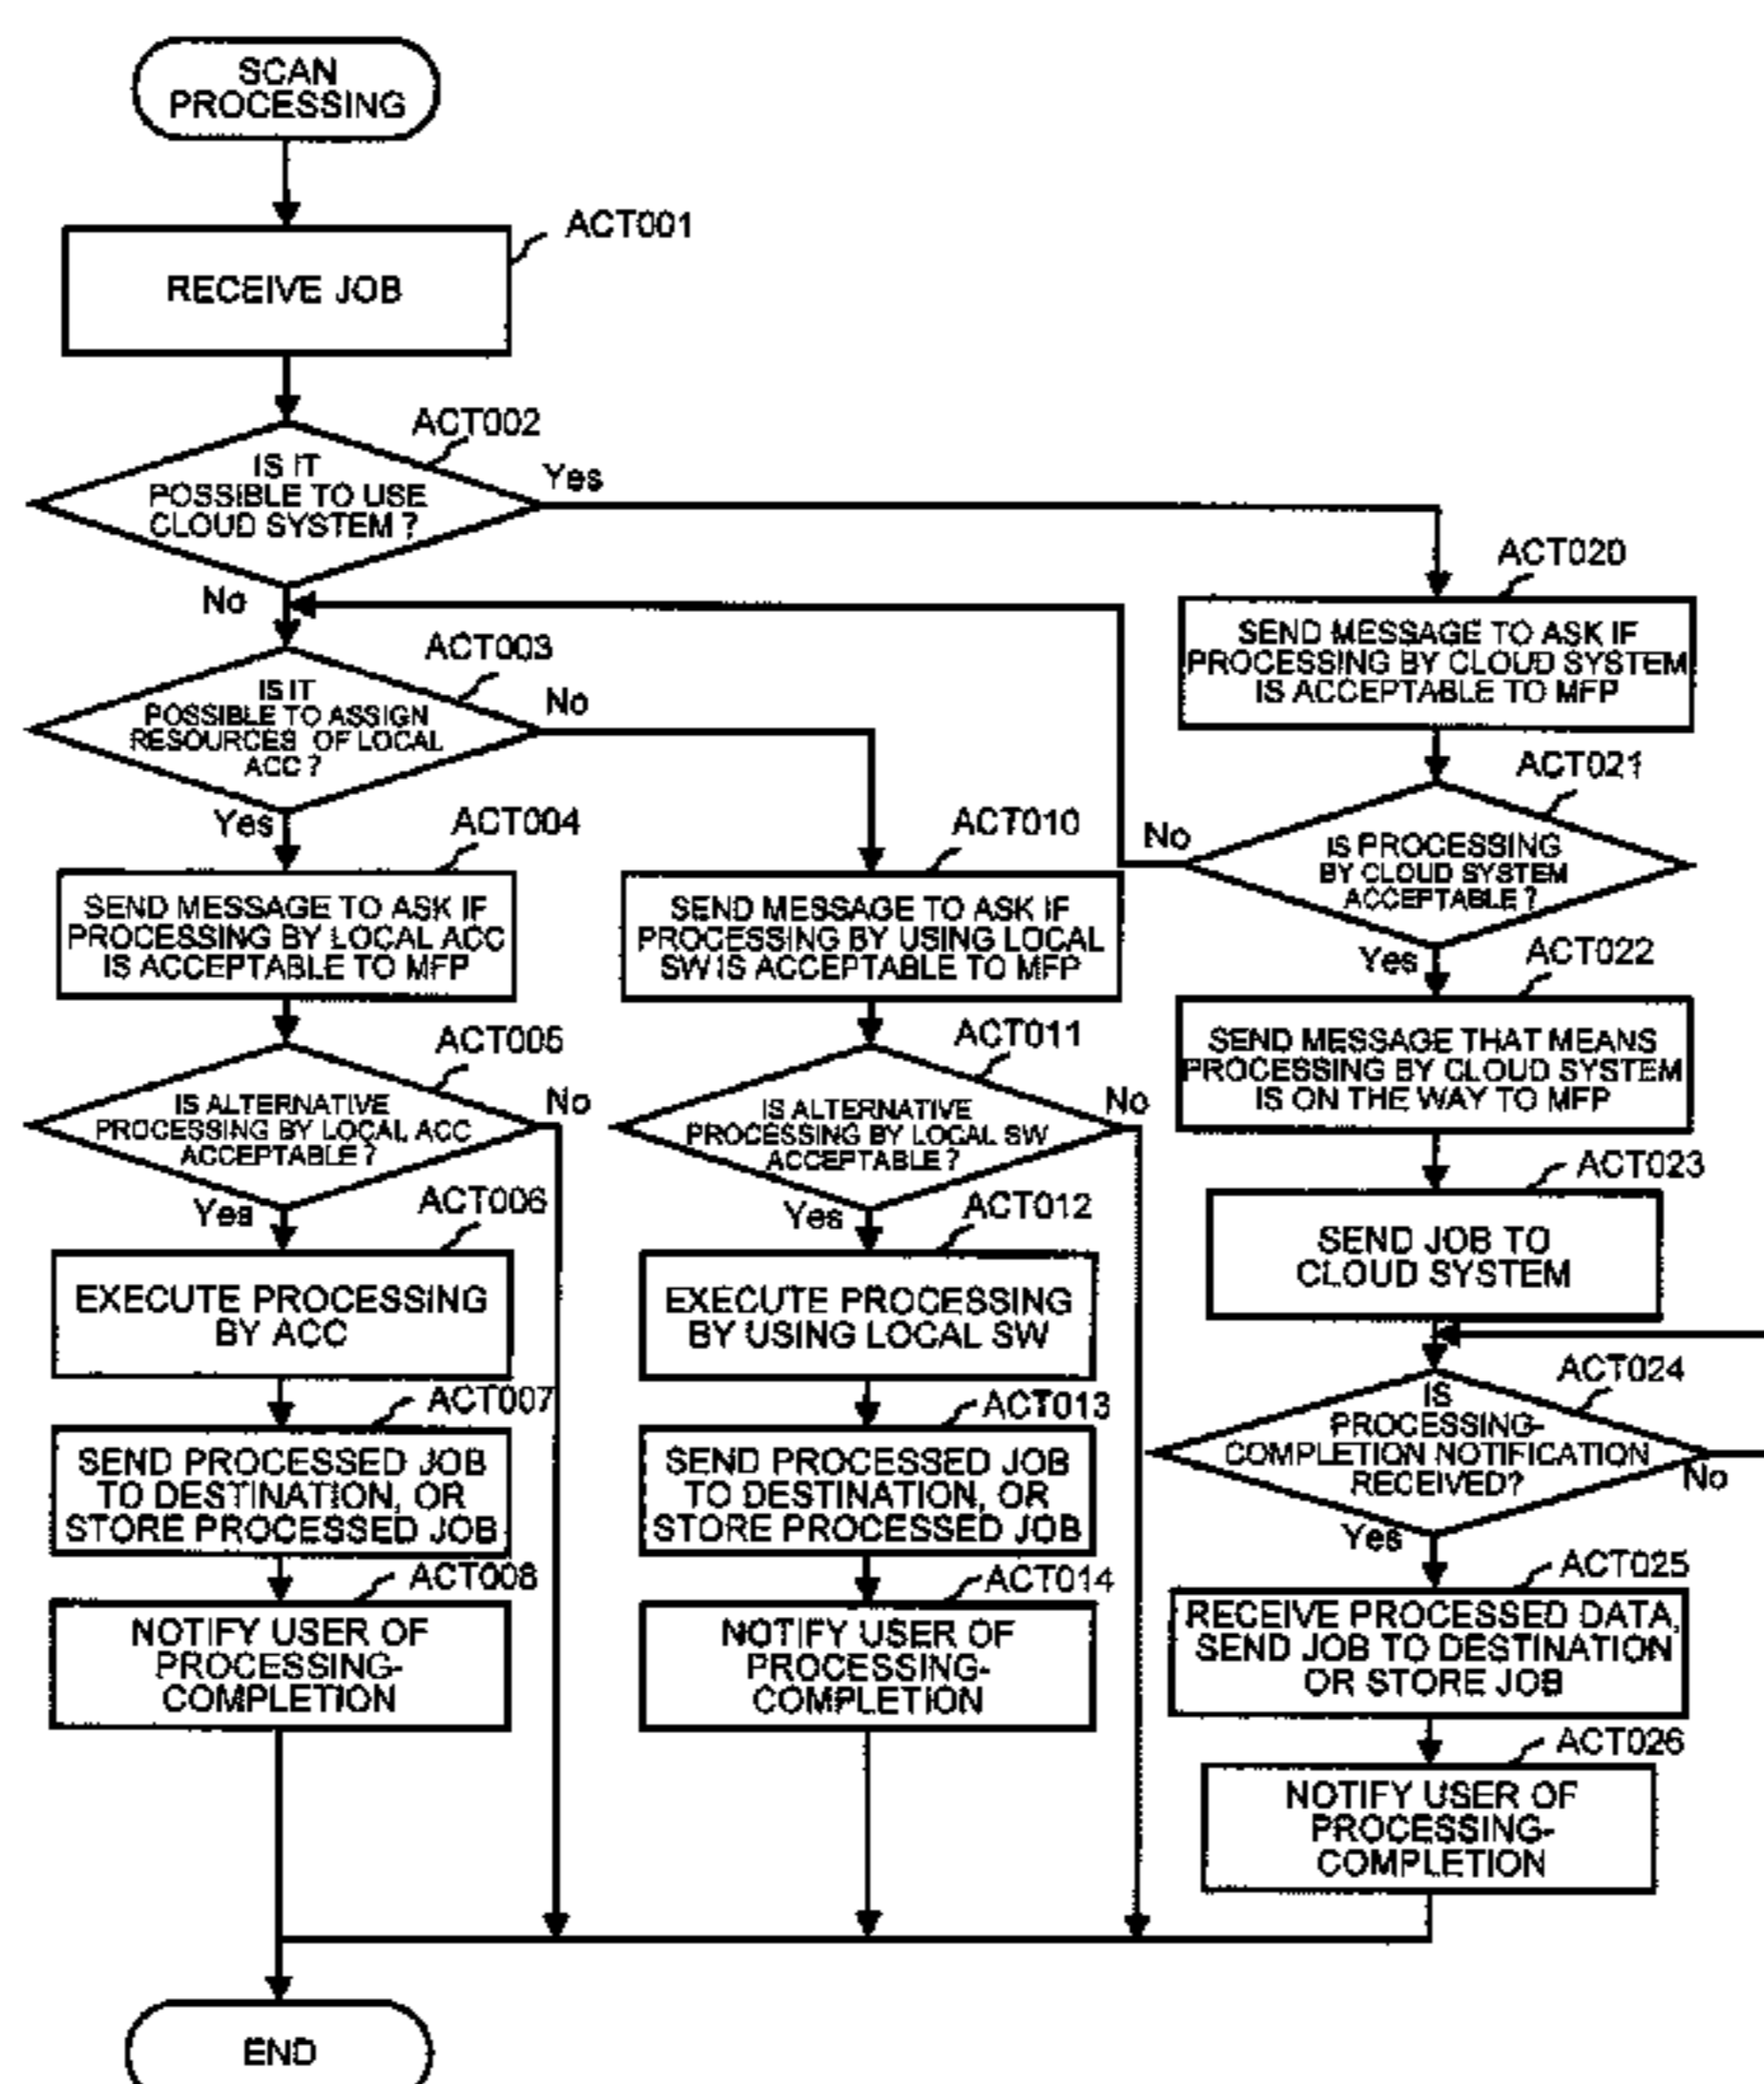 SCAN
PROCESSING
ACT001
RECEIVE JOB
ACT002
IS IT
POSSIBLE TO USE
CLOUD SYSTEM ?
Yes
No
ACT003
IS IT
POSSIBLE TO ASSIGN
RESOURCES OF LOCAL
ACC ?
No
Yes
ACT004
SEND MESSAGE TO ASK IF
PROCESSING BY LOCAL ACC
IS ACCEPTABLE TO MFP
ACT005
IS ALTERNATIVE
PROCESSING BY LOCAL ACC
ACCEPTABLE ?
No
Yes
ACT006
EXECUTE PROCESSING
BY ACC
ACT007
SEND PROCESSED JOB
TO DESTINATION, OR
STORE PROCESSED JOB
ACT008
NOTIFY USER OF
PROCESSING-
COMPLETION
ACT010
SEND MESSAGE TO ASK IF
PROCESSING BY USING LOCAL
SW IS ACCEPTABLE TO MFP
ACT011
IS ALTERNATIVE
PROCESSING BY LOCAL SW
ACCEPTABLE ?
No
Yes
ACT012
EXECUTE PROCESSING
BY USING LOCAL SW
ACT013
SEND PROCESSED JOB
TO DESTINATION, OR
STORE PROCESSED JOB
ACT014
NOTIFY USER OF
PROCESSING-
COMPLETION
ACT020
SEND MESSAGE TO ASK IF
PROCESSING BY CLOUD SYSTEM
IS ACCEPTABLE TO MFP
ACT021
IS PROCESSING
BY CLOUD SYSTEM
ACCEPTABLE ?
No
Yes
ACT022
SEND MESSAGE THAT MEANS
PROCESSING BY CLOUD SYSTEM
IS ON THE WAY TO MFP
ACT023
SEND JOB TO
CLOUD SYSTEM
ACT024
IS
PROCESSING-
COMPLETION NOTIFICATION
RECEIVED?
No
Yes
ACT025
RECEIVE PROCESSED DATA,
SEND JOB TO DESTINATION
OR STORE JOB
ACT026
NOTIFY USER OF
PROCESSING-
COMPLETION
END